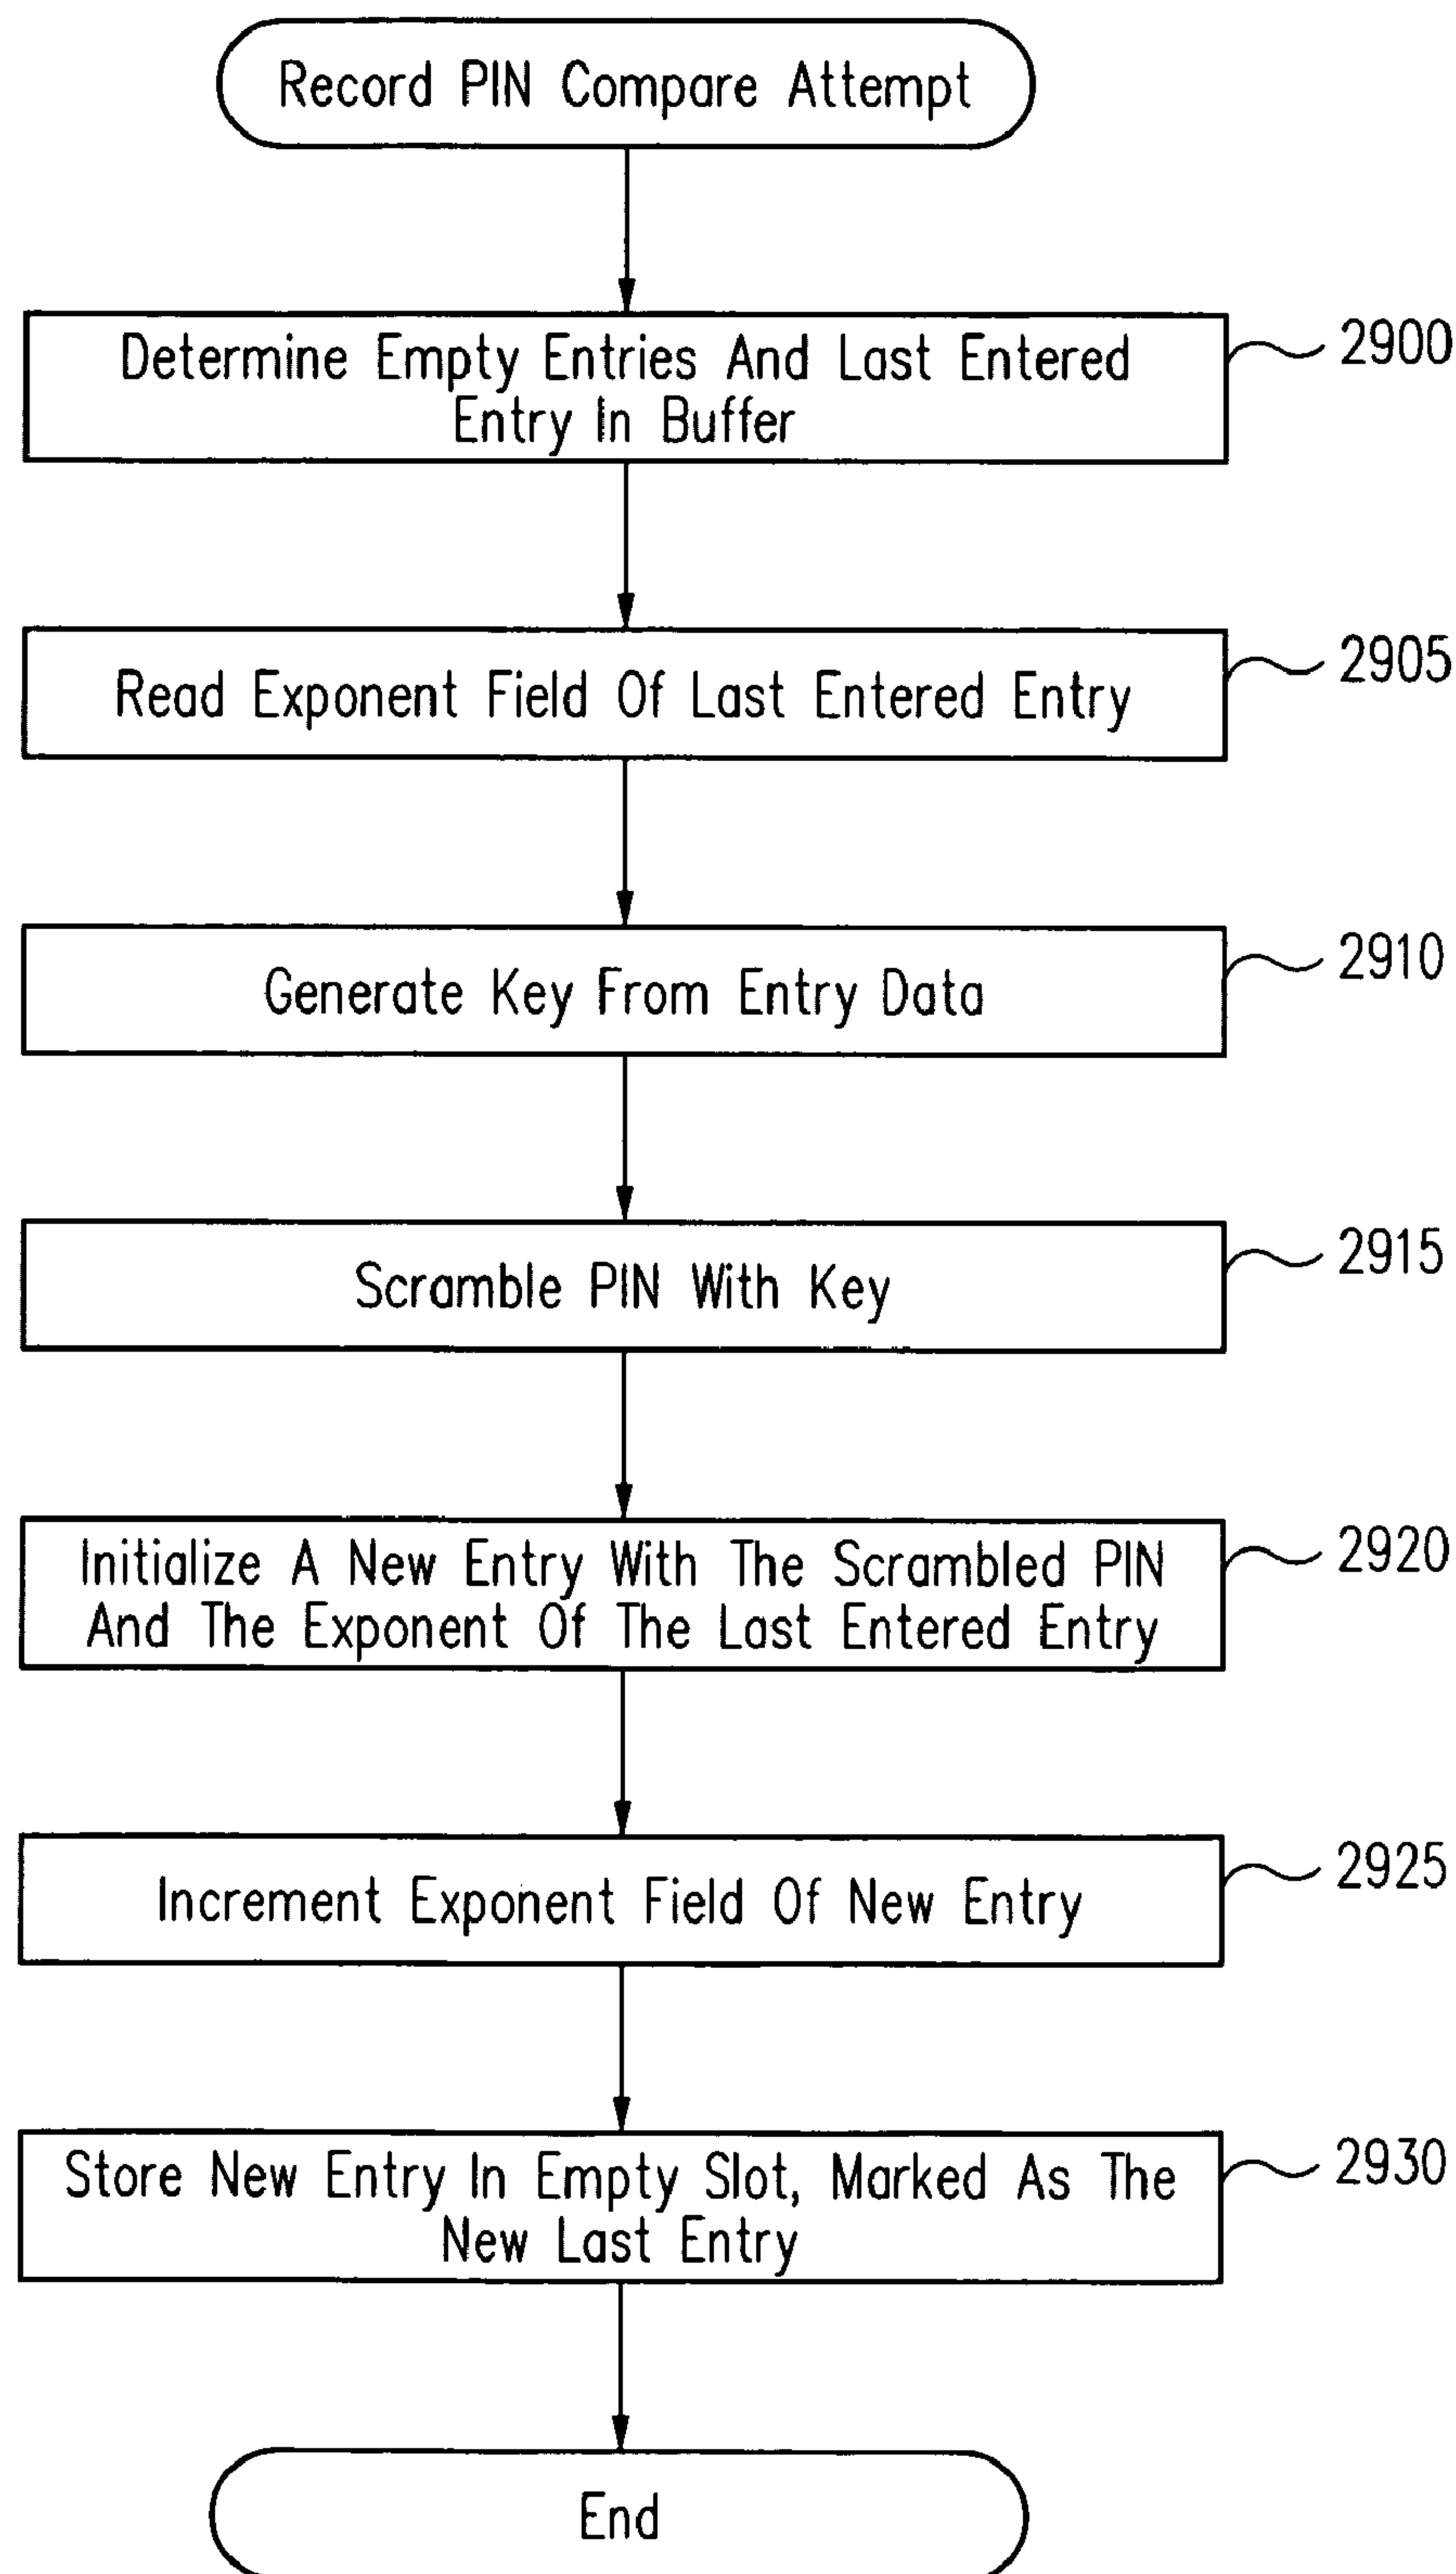 Record PIN Compare Attempt
Determine Empty Entries And Last Entered
Entry In Buffer
2900
Read Exponent Field Of Last Entered Entry
2905
Generate Key From Entry Data
2910
Scramble PIN With Key
2915
Initialize A New Entry With The Scrambled PIN
And The Exponent Of The Last Entered Entry
2920
Increment Exponent Field Of New Entry
2925
Store New Entry In Empty Slot, Marked As The
New Last Entry
2930
End